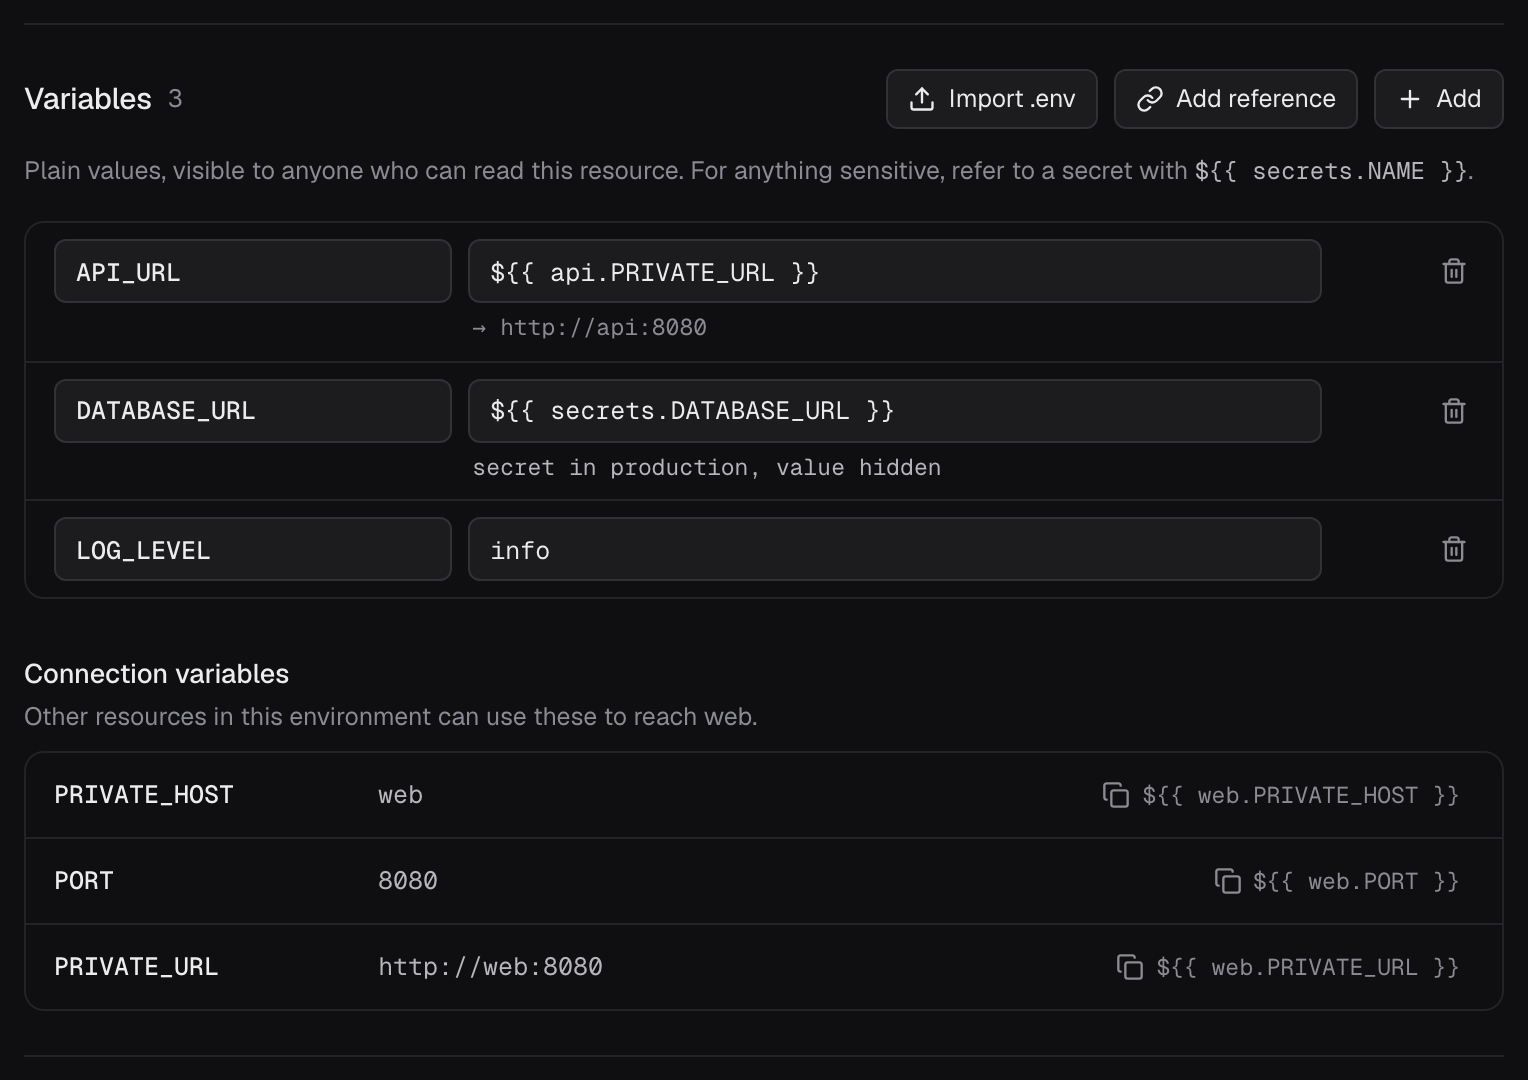 Variables 3
Import .env
Add reference
Add
Plain values, visible to anyone who can read this resource. For anything sensitive, refer to a secret with ${{ secrets.NAME }}.
API_URL
${{ api.PRIVATE_URL }}
→ http://api:8080
DATABASE_URL
${{ secrets.DATABASE_URL }}
secret in production, value hidden
LOG_LEVEL
info
Connection variables
Other resources in this environment can use these to reach web.
PRIVATE_HOST web ${{ web.PRIVATE_HOST }}
PORT 8080 ${{ web.PORT }}
PRIVATE_URL http://web:8080 ${{ web.PRIVATE_URL }}